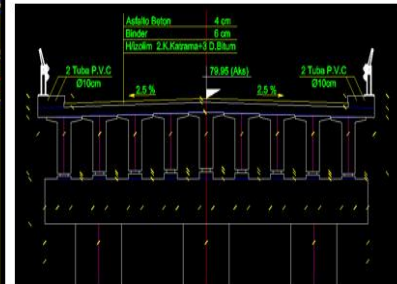 Asfalto Beton 4 cm
Binder 6 cm
H/izolim 2.K.Katrama+3 D.Bitum
2 Tuba P.V.C
Ø10cm
79,95 (Aks)
2 Tuba P.V.C
Ø10cm
2.5 %
2.5 %